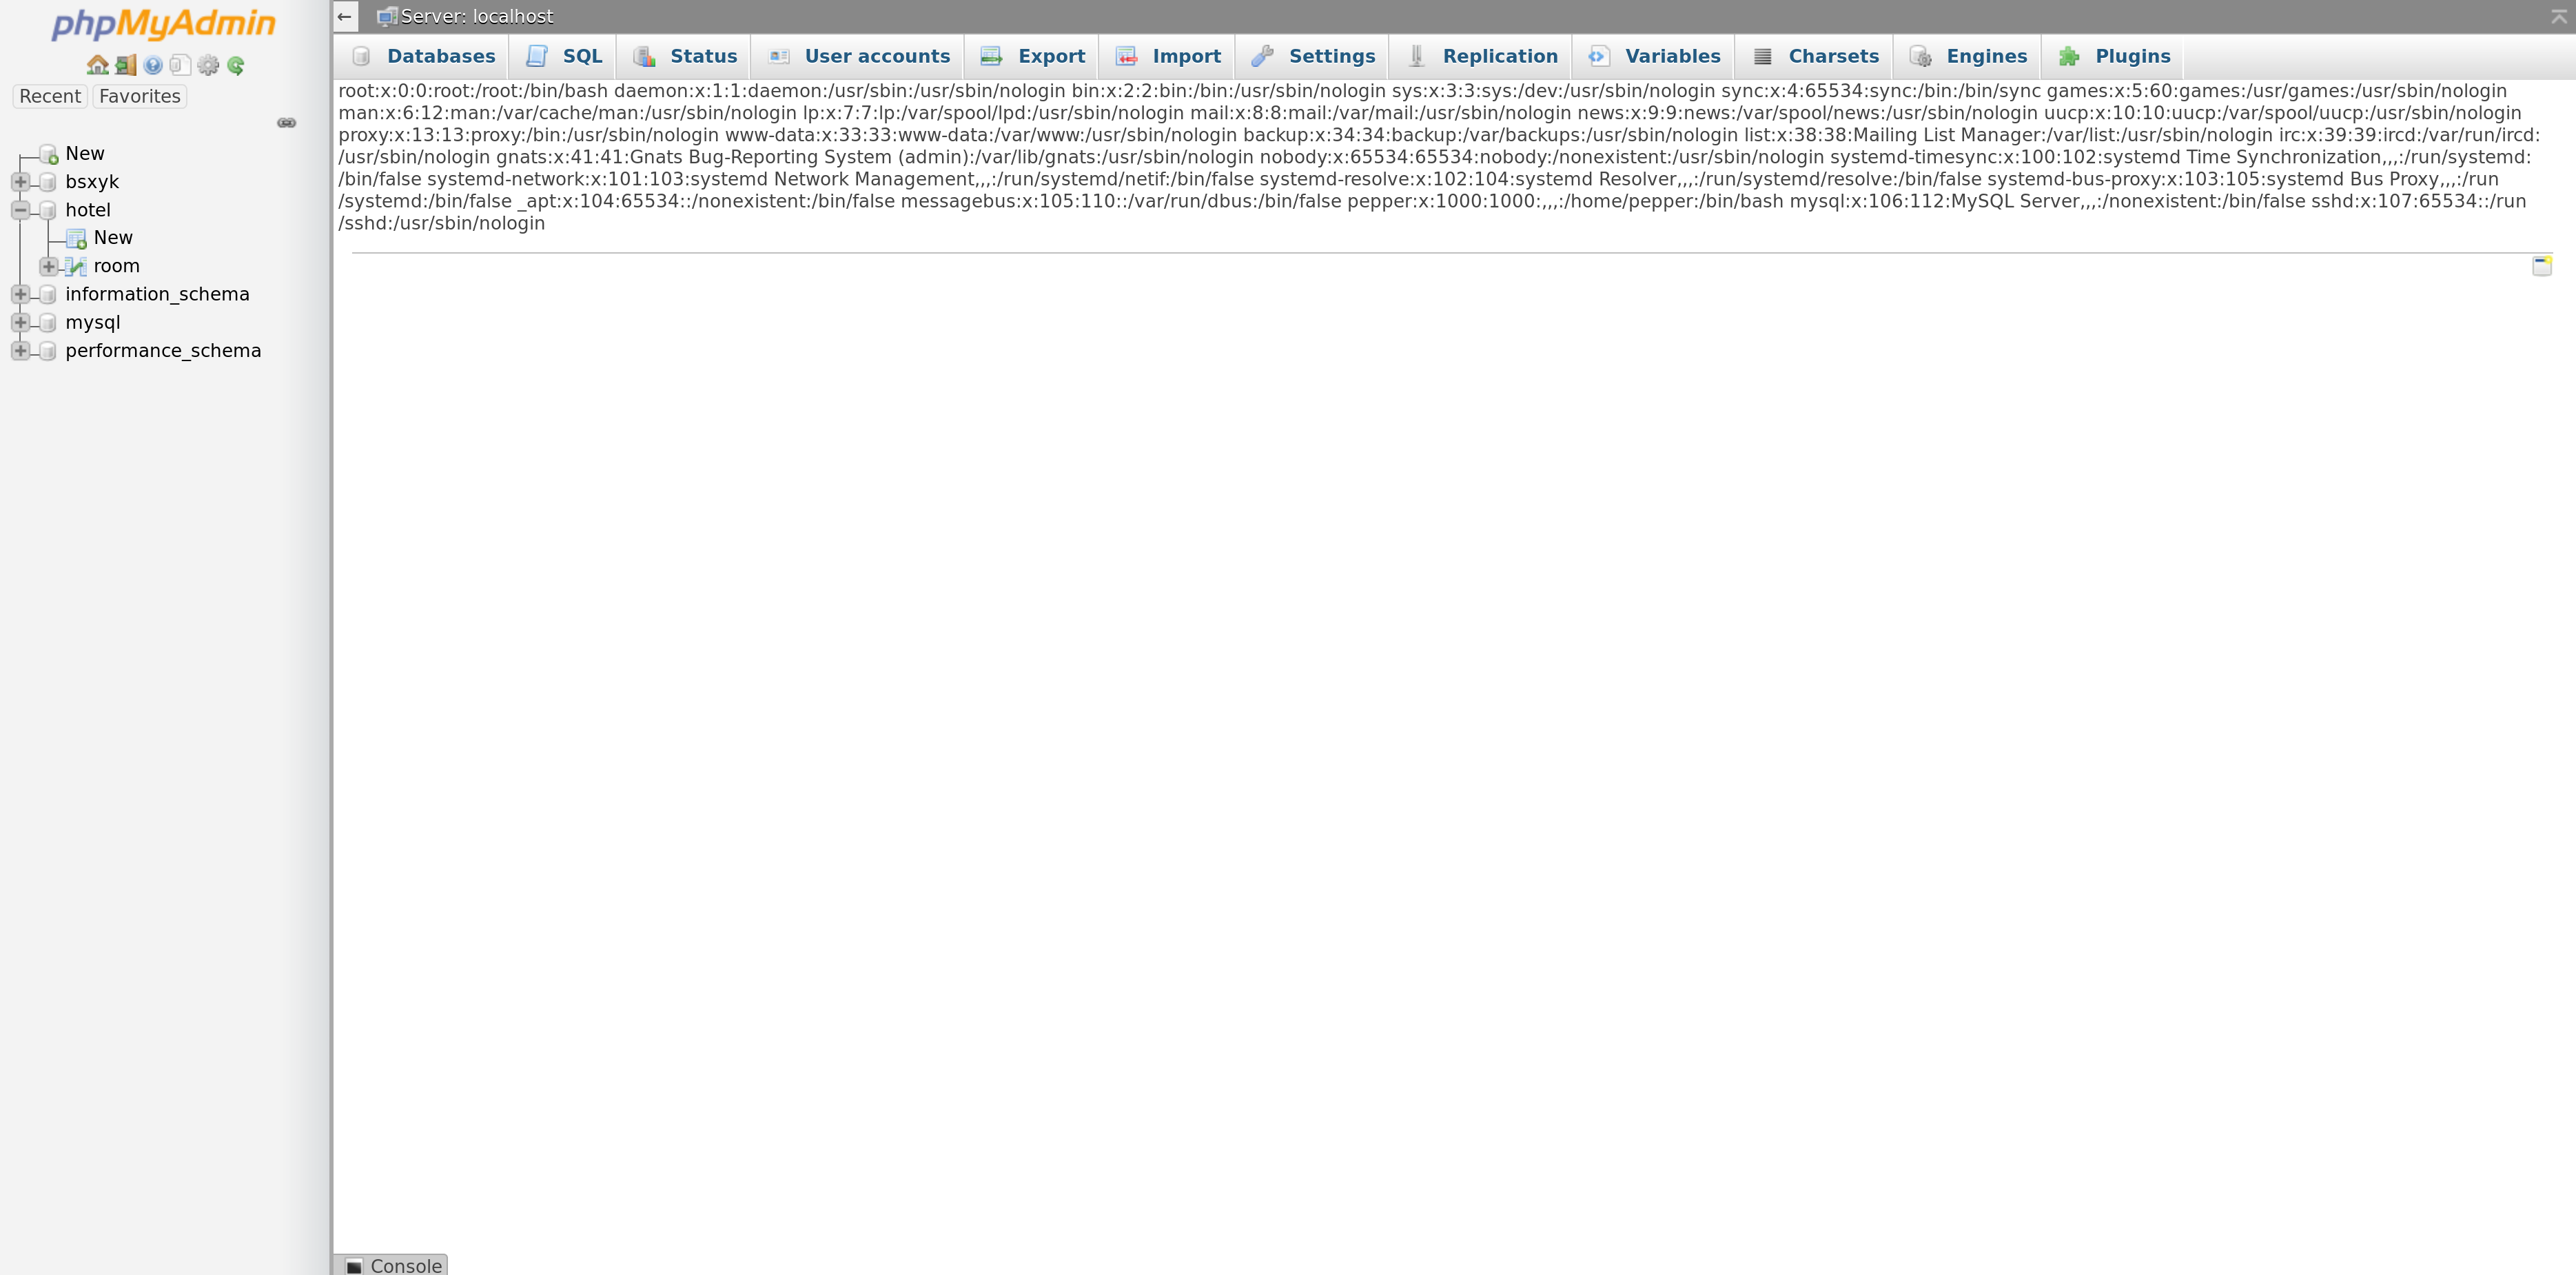 phpMyAdmin
Recent Favorites
New
bsxyk
hotel
New
room
information_schema
mysql
performance_schema
Server: localhost
Databases SQL Status User accounts Export Import Settings Replication Variables Charsets Engines Plugins
root:x:0:0:root:/root:/bin/bash daemon:x:1:1:daemon:/usr/sbin:/usr/sbin/nologin bin:x:2:2:bin:/bin:/usr/sbin/nologin sys:x:3:3:sys:/dev:/usr/sbin/nologin sync:x:4:65534:sync:/bin:/bin/sync games:x:5:60:games:/usr/games:/usr/sbin/nologin
man:x:6:12:man:/var/cache/man:/usr/sbin/nologin lp:x:7:7:lp:/var/spool/lpd:/usr/sbin/nologin mail:x:8:8:mail:/var/mail:/usr/sbin/nologin news:x:9:9:news:/var/spool/news:/usr/sbin/nologin uucp:x:10:10:uucp:/var/spool/uucp:/usr/sbin/nologin
proxy:x:13:13:proxy:/bin:/usr/sbin/nologin www-data:x:33:33:www-data:/var/www:/usr/sbin/nologin backup:x:34:34:backup:/var/backups:/usr/sbin/nologin list:x:38:38:Mailing List Manager:/var/list:/usr/sbin/nologin irc:x:39:39:ircd:/var/run/ircd:
/usr/sbin/nologin gnats:x:41:41:Gnats Bug-Reporting System (admin):/var/lib/gnats:/usr/sbin/nologin nobody:x:65534:65534:nobody:/nonexistent:/usr/sbin/nologin systemd-timesync:x:100:102:systemd Time Synchronization,,,:/run/systemd:
/bin/false systemd-network:x:101:103:systemd Network Management,,,:/run/systemd/netif:/bin/false systemd-resolve:x:102:104:systemd Resolver,,,:/run/systemd/resolve:/bin/false systemd-bus-proxy:x:103:105:systemd Bus Proxy,,,:/run
/systemd:/bin/false _apt:x:104:65534::/nonexistent:/bin/false messagebus:x:105:110::/var/run/dbus:/bin/false pepper:x:1000:1000:,,,:/home/pepper:/bin/bash mysql:x:106:112:MySQL Server,,,:/nonexistent:/bin/false sshd:x:107:65534::/run
/sshd:/usr/sbin/nologin
Console